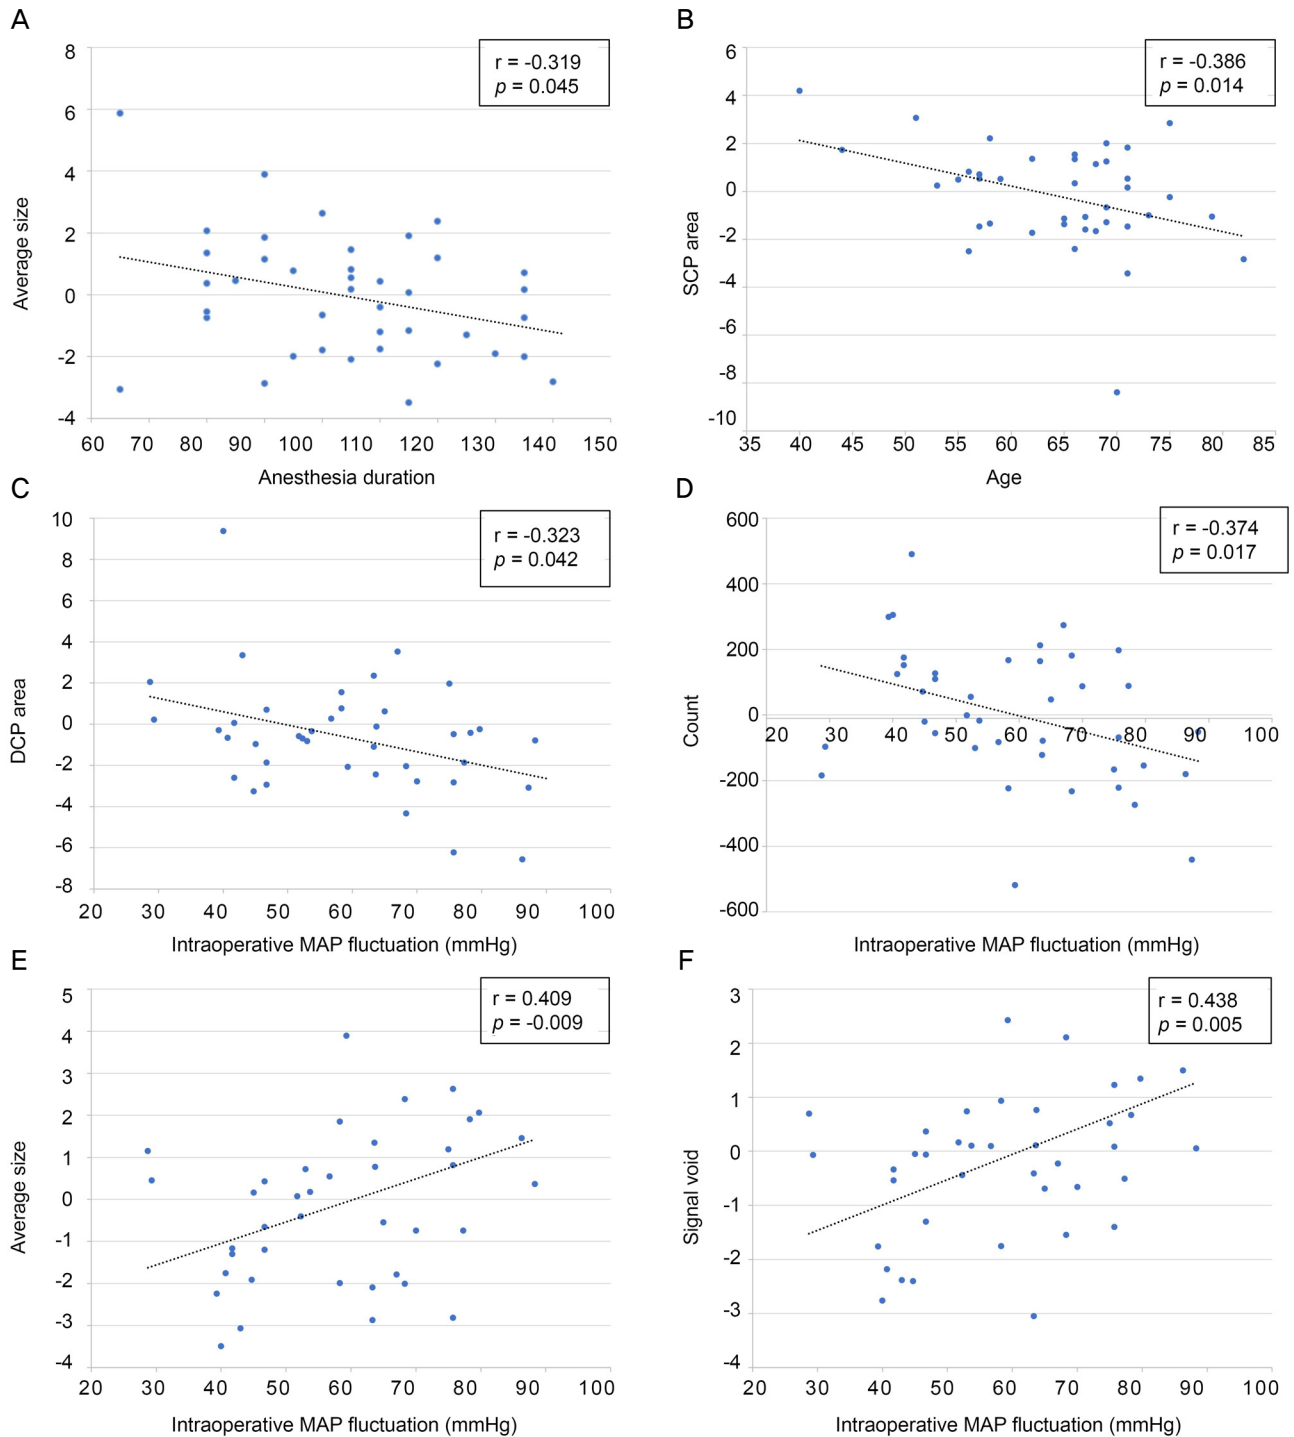 A
r = -0.319
p = 0.045
8
6
4
2
0
-2
-4
Average size
60 70 80 90 100 110 120 130 140 150
Anesthesia duration
B
r = -0.386
p = 0.014
6
4
2
0
-2
-4
-6
-8
-10
SCP area
35 40 45 50 55 60 65 70 75 79 85
Age
C
r = -0.323
p = 0.042
10
8
6
4
2
0
-2
-4
-6
-8
DCP area
20 30 40 50 60 70 80 90 100
Intraoperative MAP fluctuation (mmHg)
D
r = -0.374
p = 0.017
600
400
200
0
-200
-400
-600
Count
20 30 40 50 60 70 80 90 100
Intraoperative MAP fluctuation (mmHg)
E
r = 0.409
p = -0.009
5
4
3
2
1
0
-1
-2
-3
-4
Average size
20 30 40 50 60 70 80 90 100
Intraoperative MAP fluctuation (mmHg)
F
r = 0.438
p = 0.005
3
2
1
0
-1
-2
-3
-4
Signal void
20 30 40 50 60 70 80 90 100
Intraoperative MAP fluctuation (mmHg)